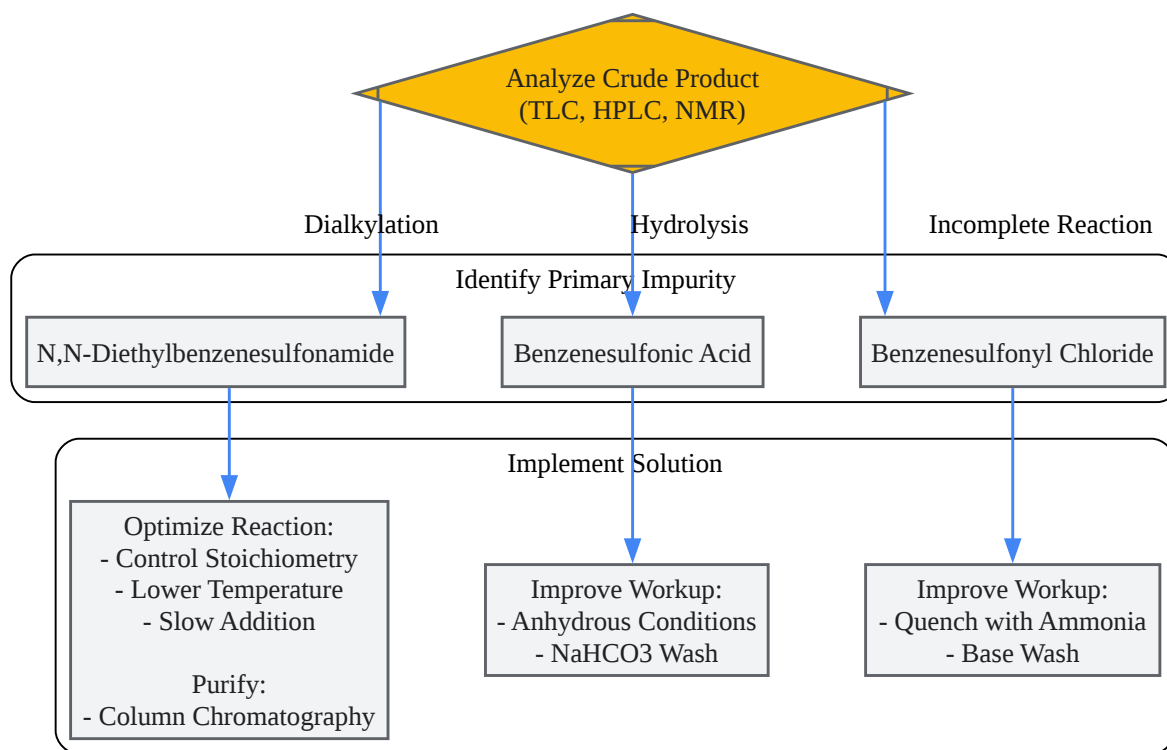 Analyze Crude Product
(TLC, HPLC, NMR)
Dialkylation
Hydrolysis
Incomplete Reaction
Identify Primary Impurity
N,N-Diethylbenzenesulfonamide
Benzenesulfonic Acid
Benzenesulfonyl Chloride
Implement Solution
Optimize Reaction:
- Control Stoichiometry
- Lower Temperature
- Slow Addition
Purify:
- Column Chromatography
Improve Workup:
- Anhydrous Conditions
- NaHCO3 Wash
Improve Workup:
- Quench with Ammonia
- Base Wash